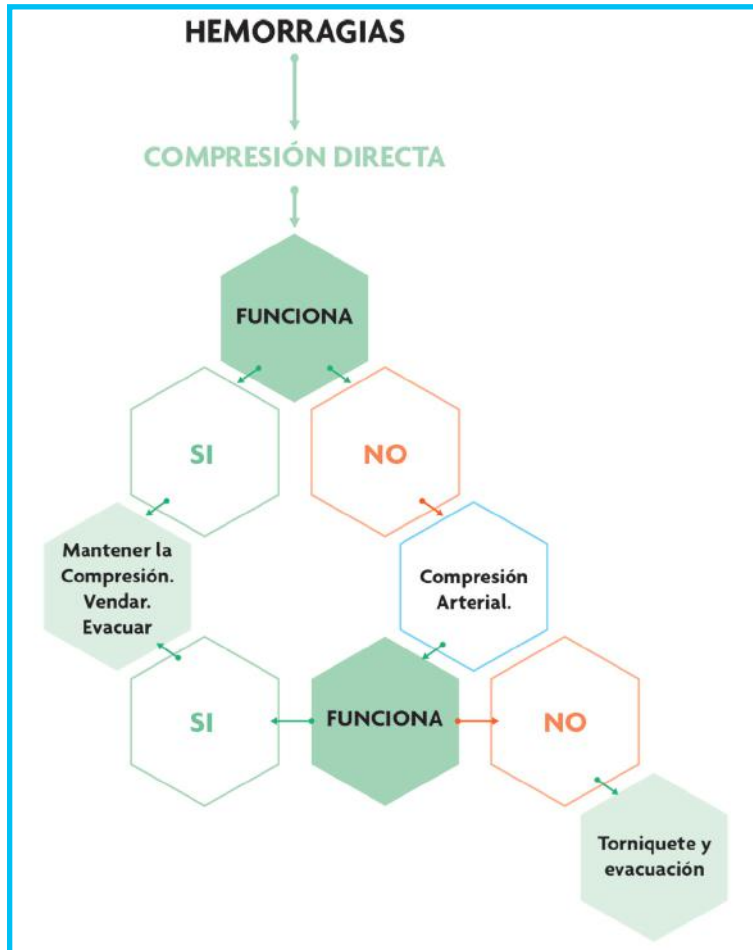 HEMORRAGIAS
COMPRESIÓN DIRECTA
FUNCIONA
SI
NO
Mantener la
Compresión.
Vendar.
Evacuar
Compresión
Arterial.
SI
FUNCIONA
NO
Torniquete y
evacuación